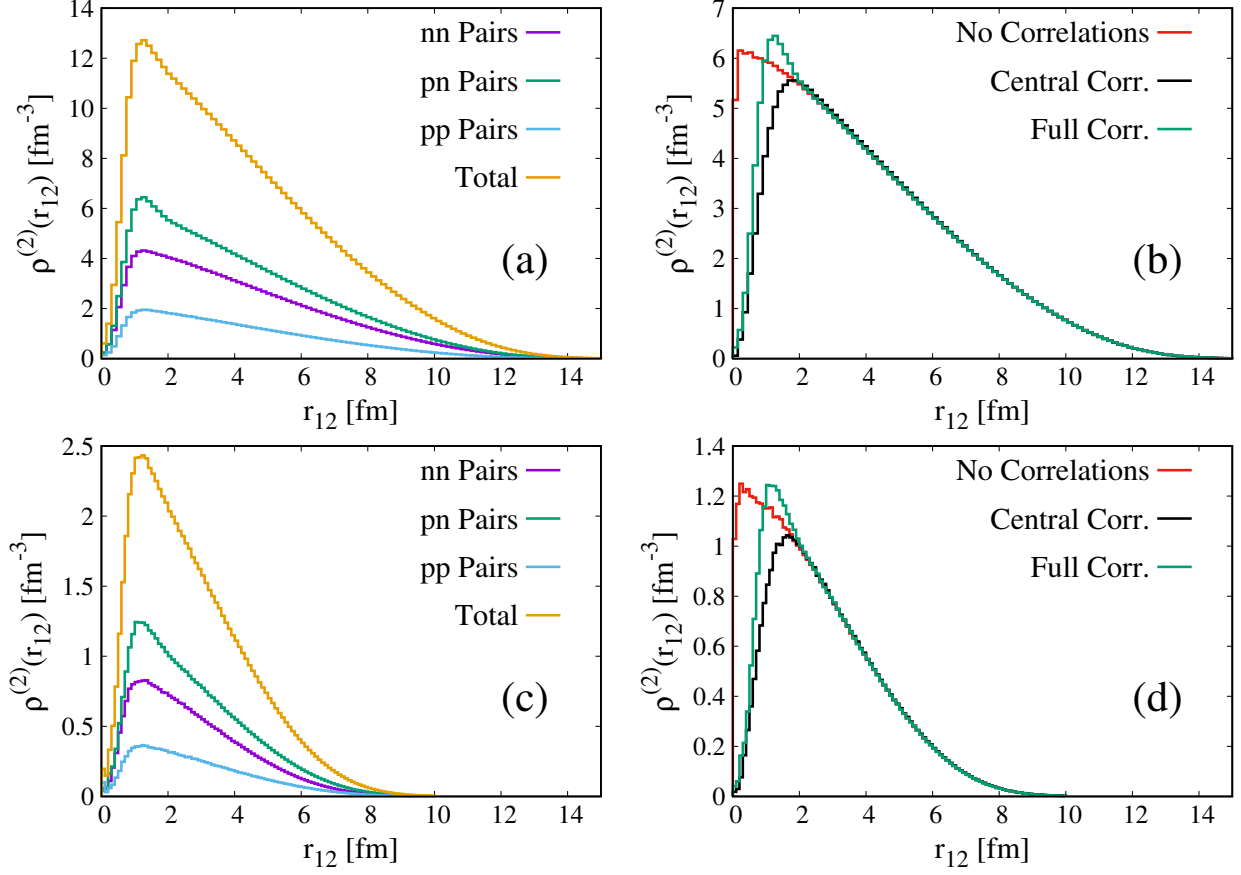 14
12
10
8
6
4
2
0
0 2 4 6 8 10 12 14
ρ⁽²⁾(r₁₂) [fm⁻³]
r₁₂ [fm]
nn Pairs
pn Pairs
pp Pairs
Total
(a)
7
6
5
4
3
2
1
0
0 2 4 6 8 10 12 14
ρ⁽²⁾(r₁₂) [fm⁻³]
r₁₂ [fm]
No Correlations
Central Corr.
Full Corr.
(b)
2.5
2
1.5
1
0.5
0
0 2 4 6 8 10 12 14
ρ⁽²⁾(r₁₂) [fm⁻³]
r₁₂ [fm]
nn Pairs
pn Pairs
pp Pairs
Total
(c)
1.4
1.2
1
0.8
0.6
0.4
0.2
0
0 2 4 6 8 10 12 14
ρ⁽²⁾(r₁₂) [fm⁻³]
r₁₂ [fm]
No Correlations
Central Corr.
Full Corr.
(d)